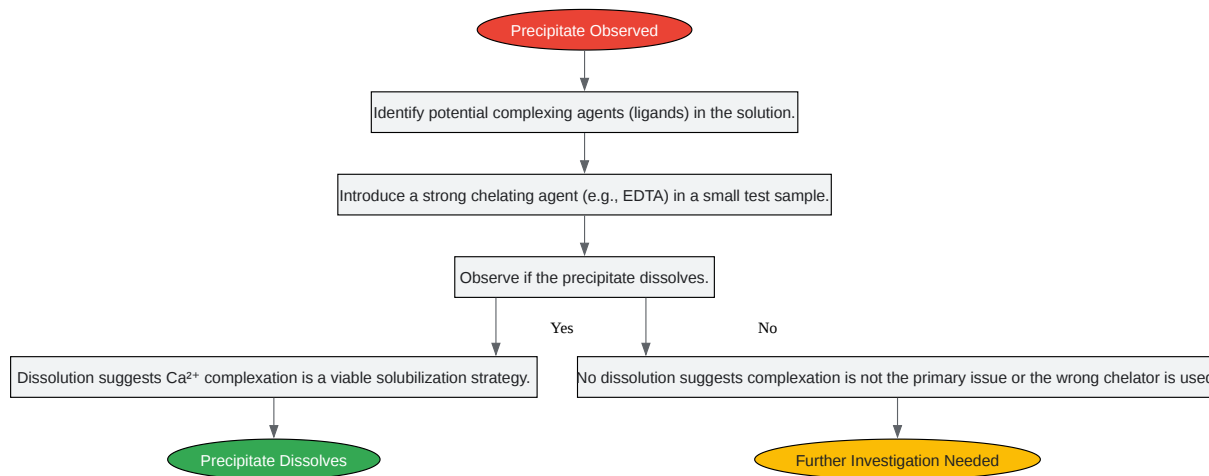 Precipitate Observed
Identify potential complexing agents (ligands) in the solution.
Introduce a strong chelating agent (e.g., EDTA) in a small test sample.
Observe if the precipitate dissolves.
Yes
No
Dissolution suggests Ca²⁺ complexation is a viable solubilization strategy.
No dissolution suggests complexation is not the primary issue or the wrong chelator is used
Precipitate Dissolves
Further Investigation Needed